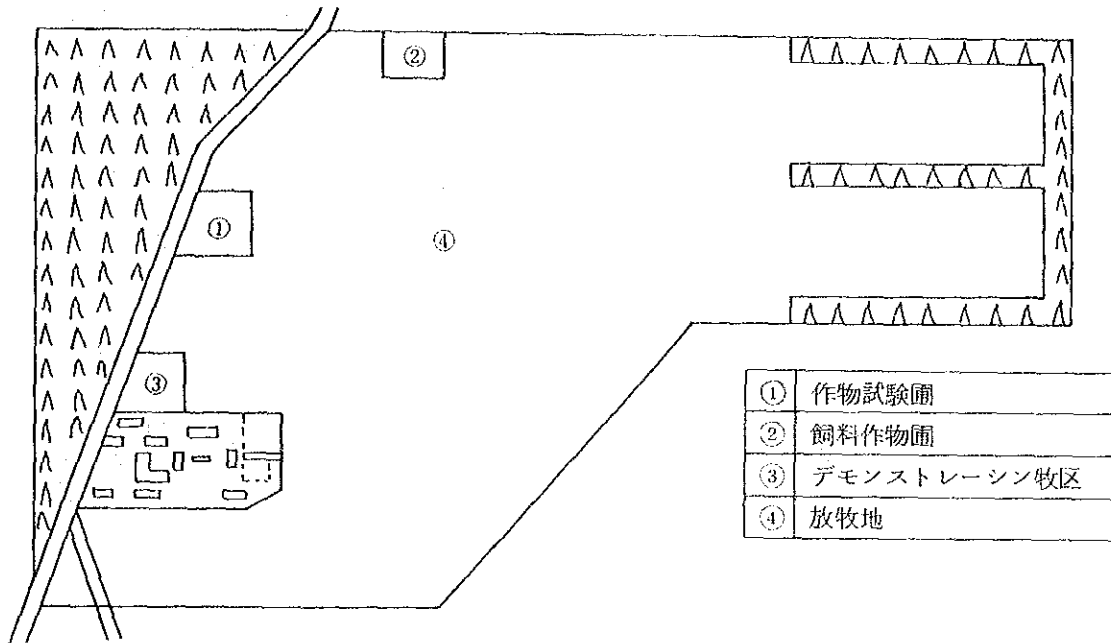 ②
①
④
③
① 作物試験圃
② 飼料作物圃
③ デモンストレーシン牧区
④ 放牧地